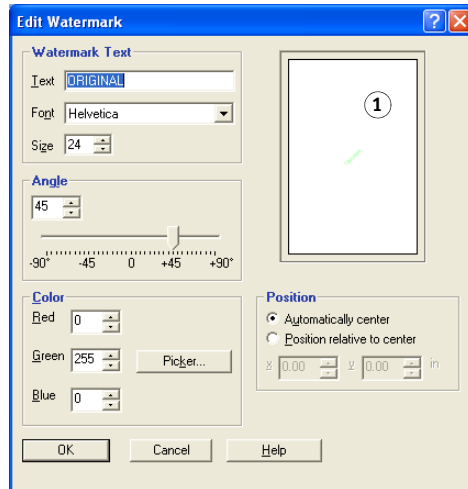 Edit Watermark
Watermark Text
Text ORIGINAL
Font Helvetica
Size 24
1
Angle
45
-90° -45 0 +45 +90°
Color
Red 0
Green 255
Picker...
Blue 0
Position
Automatically center
Position relative to center
x 0.00 y 0.00 in
OK Cancel Help